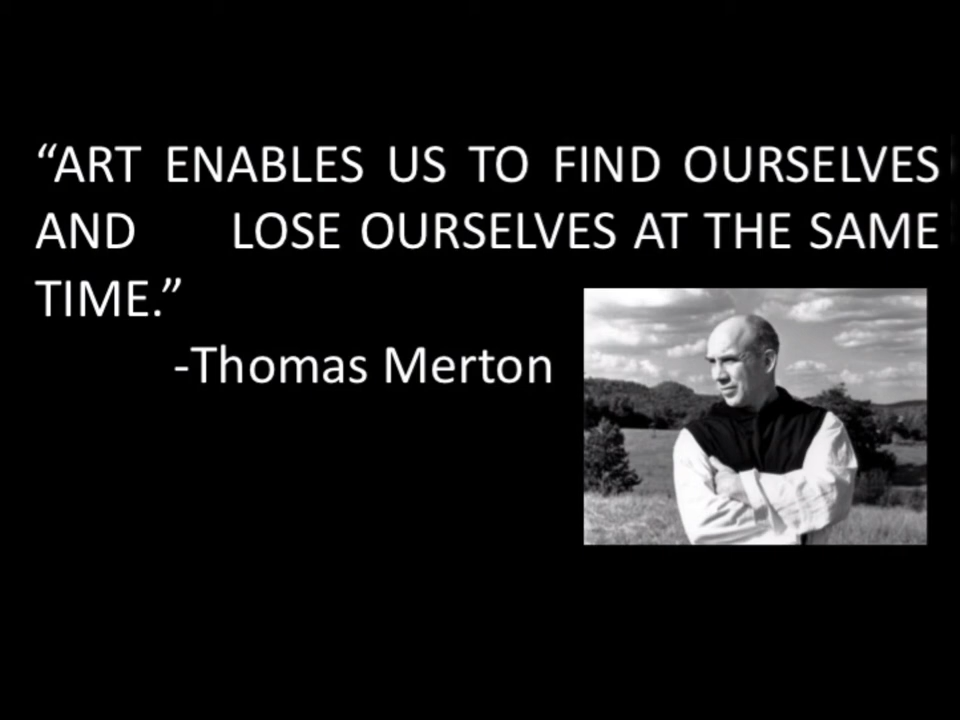 “ART ENABLES US TO FIND OURSELVES
AND LOSE OURSELVES AT THE SAME
TIME.”
-Thomas Merton